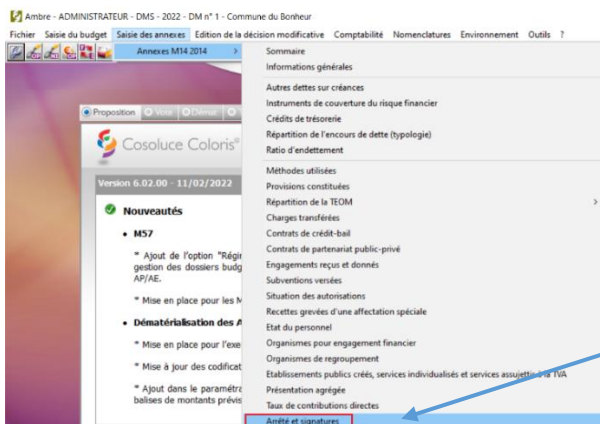 Ambre - ADMINISTRATEUR - DMS - 2022 - DM n° 1 - Commune du Bonheur
Fichier Saisie du budget Saisie des annexes Edition de la décision modificative Comptabilité Nomenclatures Environnement Outils ?
Annexes M14 2014 >
Sommaire
Informations générales
Autres dettes sur créances
Instruments de couverture du risque financier
Crédits de trésorerie
Répartition de l'encours de dette (typologie)
Ratio d'endettement
Méthodes utilisées
Provisions constituées
Répartition de la TEOM >
Charges transférées
Contrats de crédit-bail
Contrats de partenariat public-privé
Engagements reçus et donnés
Subventions versées
Situation des autorisations
Recettes grevées d'une affectation spéciale
Etat du personnel
Organismes pour engagement financier
Organismes de regroupement
Etablissements publics créés, services individualisés et services assujettis à la TVA
Présentation agrégée
Taux de contributions directes
Arrêté et signatures
Proposition Vote
Cosoluce Coloris®
Version 6.02.00 - 11/02/2022
Nouveautés
• M57
* Ajout de l'option "Régi
gestion des dossiers budg
AP/AE.
* Mise en place pour les M
• Dématérialisation des A
* Mise en place pour l'exe
* Mise à jour des codificat
* Ajout dans le paramétra
balises de montants prévis